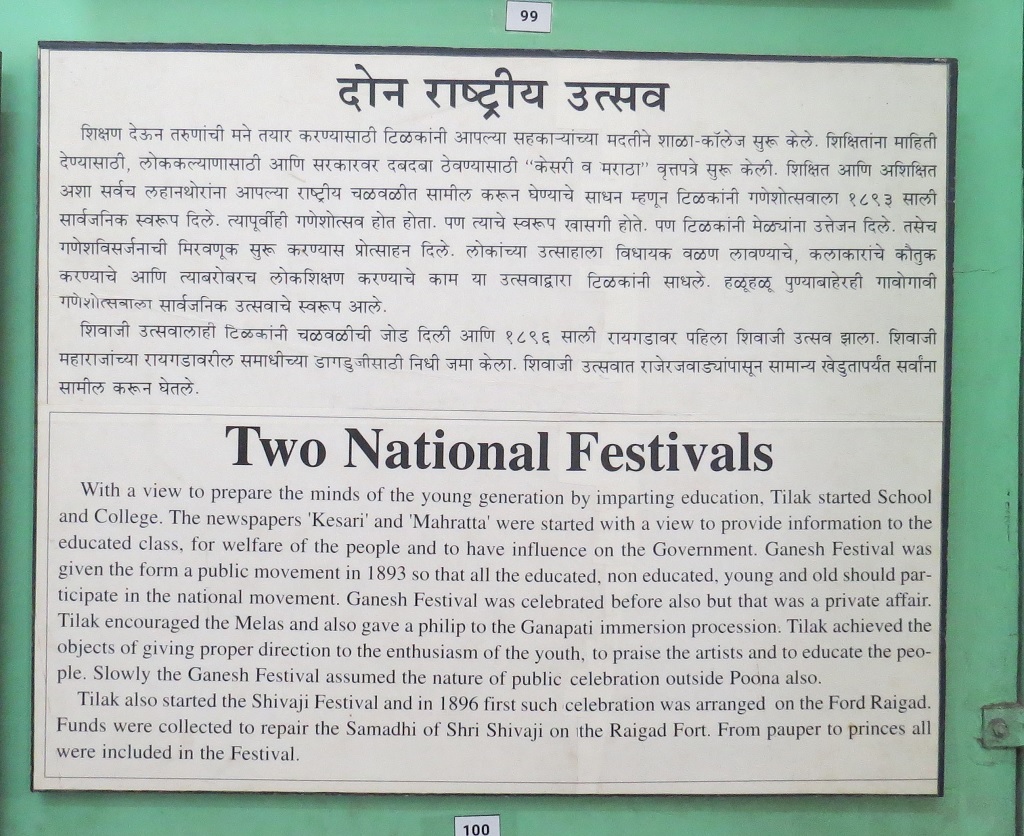 99
दोन राष्ट्रीय उत्सव
शिक्षण देऊन तरुणांची मने तयार करण्यासाठी टिळकांनी आपल्या सहकाऱ्यांच्या मदतीने शाळा-कॉलेज सुरू केले. शिक्षितांना माहिती
देण्यासाठी, लोककल्याणासाठी आणि सरकारवर दबदबा ठेवण्यासाठी "केसरी व मराठा" वृत्तपत्रे सुरू केली. शिक्षित आणि अशिक्षित
अशा सर्वच लहानथोरांना आपल्या राष्ट्रीय चळवळीत सामील करून घेण्याचे साधन म्हणून टिळकांनी गणेशोत्सवाला १८९३ साली
सार्वजनिक स्वरूप दिले. त्यापूर्वीही गणेशोत्सव होत होता. पण त्याचे स्वरूप खासगी होते. पण टिळकांनी मेळ्यांना उत्तेजन दिले. तसेच
गणेशविसर्जनाची मिरवणूक सुरू करण्यास प्रोत्साहन दिले. लोकांच्या उत्साहाला विधायक वळण लावण्याचे, कलाकारांचे कौतुक
करण्याचे आणि त्याबरोबरच लोकशिक्षण करण्याचे काम या उत्सवाद्वारा टिळकांनी साधले. हळूहळू पुण्याबाहेरही गावोगावी
गणेशोत्सवाला सार्वजनिक उत्सवाचे स्वरूप आले.
शिवाजी उत्सवालाही टिळकांनी चळवळीची जोड दिली आणि १८९६ साली रायगडावर पहिला शिवाजी उत्सव झाला. शिवाजी
महाराजांच्या रायगडावरील समाधीच्या डागडुजीसाठी निधी जमा केला. शिवाजी उत्सवात राजेरजवाड्यांपासून सामान्य खेडुतापर्यंत सर्वांना
सामील करून घेतले.
Two National Festivals
With a view to prepare the minds of the young generation by imparting education, Tilak started School
and College. The newspapers 'Kesari' and 'Mahratta' were started with a view to provide information to the
educated class, for welfare of the people and to have influence on the Government. Ganesh Festival was
given the form a public movement in 1893 so that all the educated, non educated, young and old should par-
ticipate in the national movement. Ganesh Festival was celebrated before also but that was a private affair.
Tilak encouraged the Melas and also gave a philip to the Ganapati immersion procession. Tilak achieved the
objects of giving proper direction to the enthusiasm of the youth, to praise the artists and to educate the peo-
ple. Slowly the Ganesh Festival assumed the nature of public celebration outside Poona also.
Tilak also started the Shivaji Festival and in 1896 first such celebration was arranged on the Ford Raigad.
Funds were collected to repair the Samadhi of Shri Shivaji on the Raigad Fort. From pauper to princes all
were included in the Festival.
100